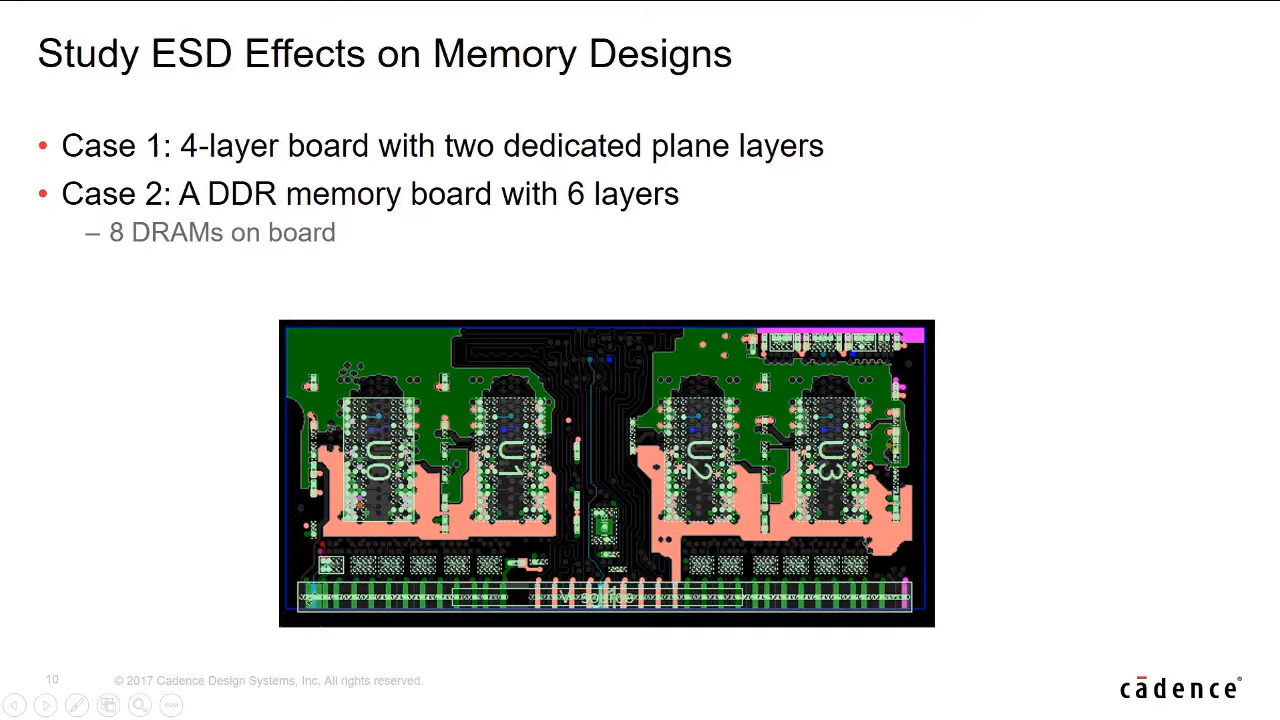 Study ESD Effects on Memory Designs
• Case 1: 4-layer board with two dedicated plane layers
• Case 2: A DDR memory board with 6 layers
– 8 DRAMs on board
U0
U1
U2
U3
10
© 2017 Cadence Design Systems, Inc. All rights reserved.
cādence®